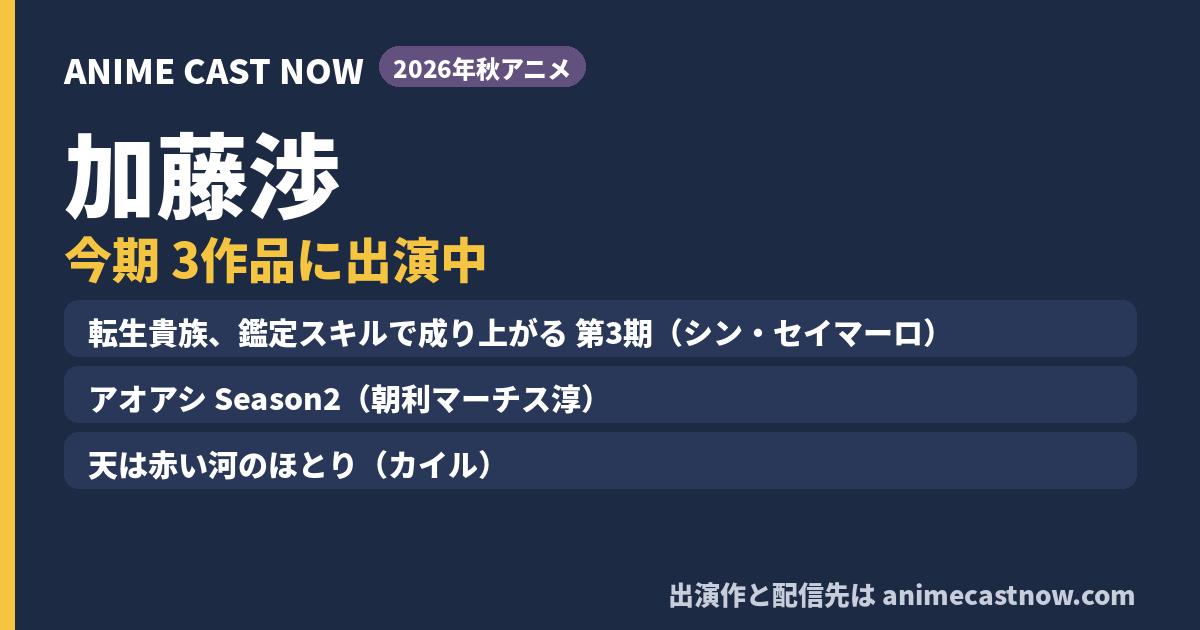 ANIME CAST NOW 2026年秋アニメ
加藤渉
今期 3作品に出演中
転生貴族、鑑定スキルで成り上がる 第3期（シン・セイマーロ）
アオアシ Season2（朝利マーチス淳）
天は赤い河のほとり（カイル）
出演作と配信先は animecastnow.com